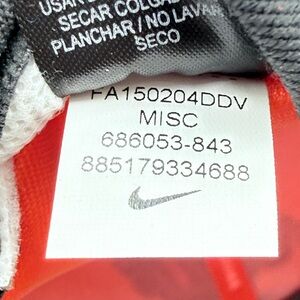 USAR
SECAR COLGADO
PLANCHAR / NO LAVAR
SECO
FA150204DDV
MISC
686053-843
885179334688